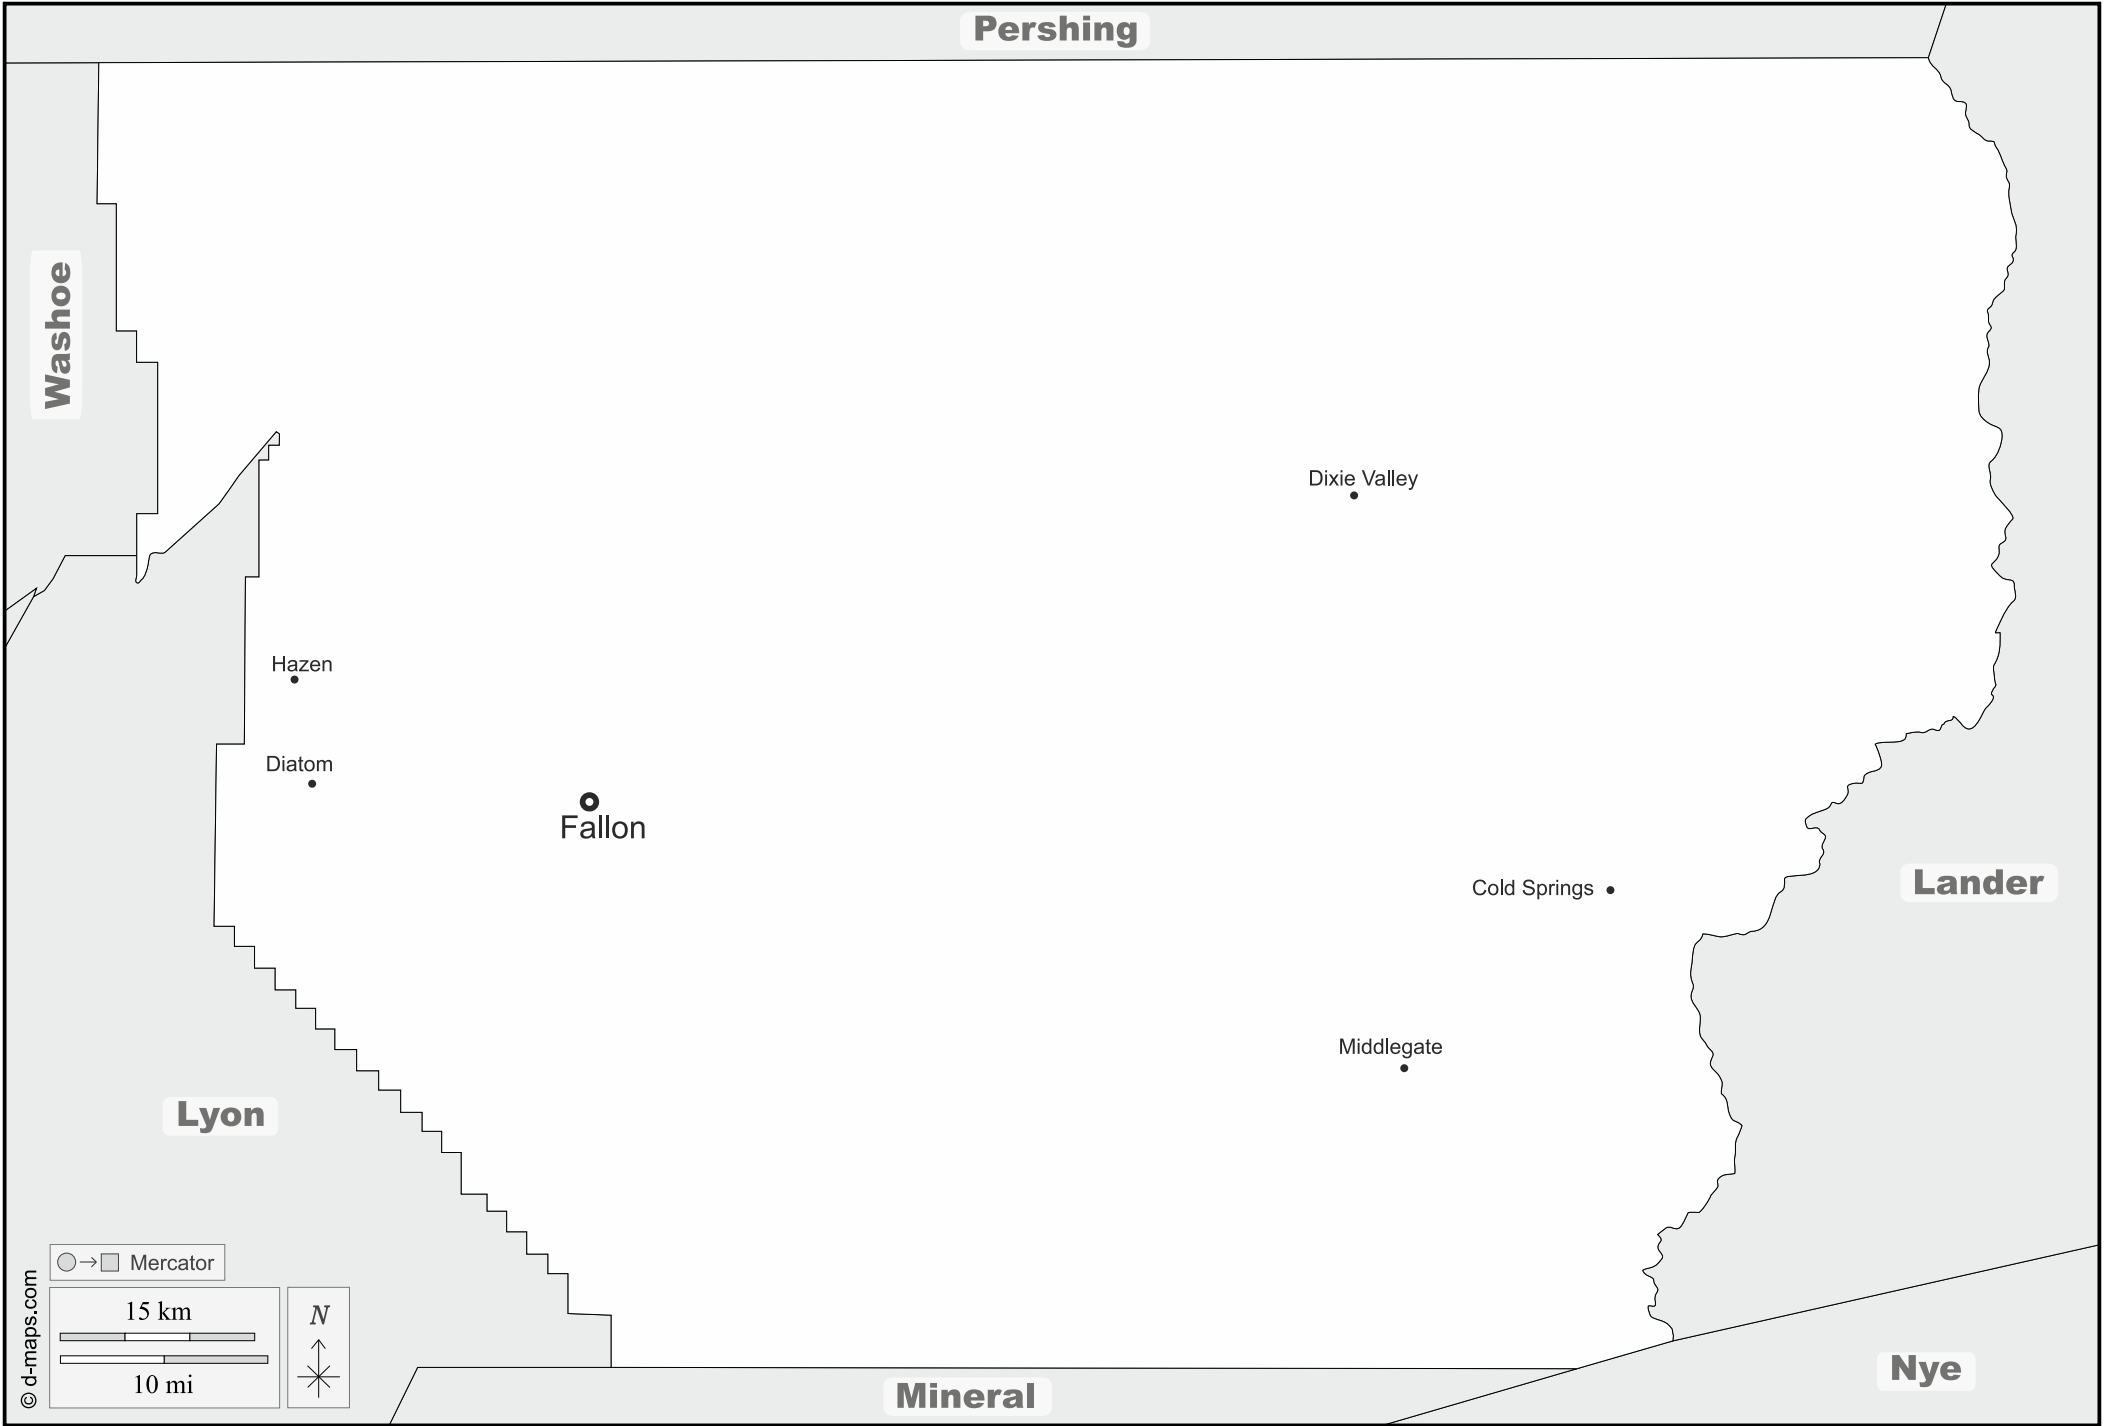 Pershing
Washoe
Dixie Valley
Hazen
Diatom
Fallon
Cold Springs
Lander
Middlegate
Lyon
Mercator
15 km
10 mi
N
© d-maps.com
Nye
Mineral